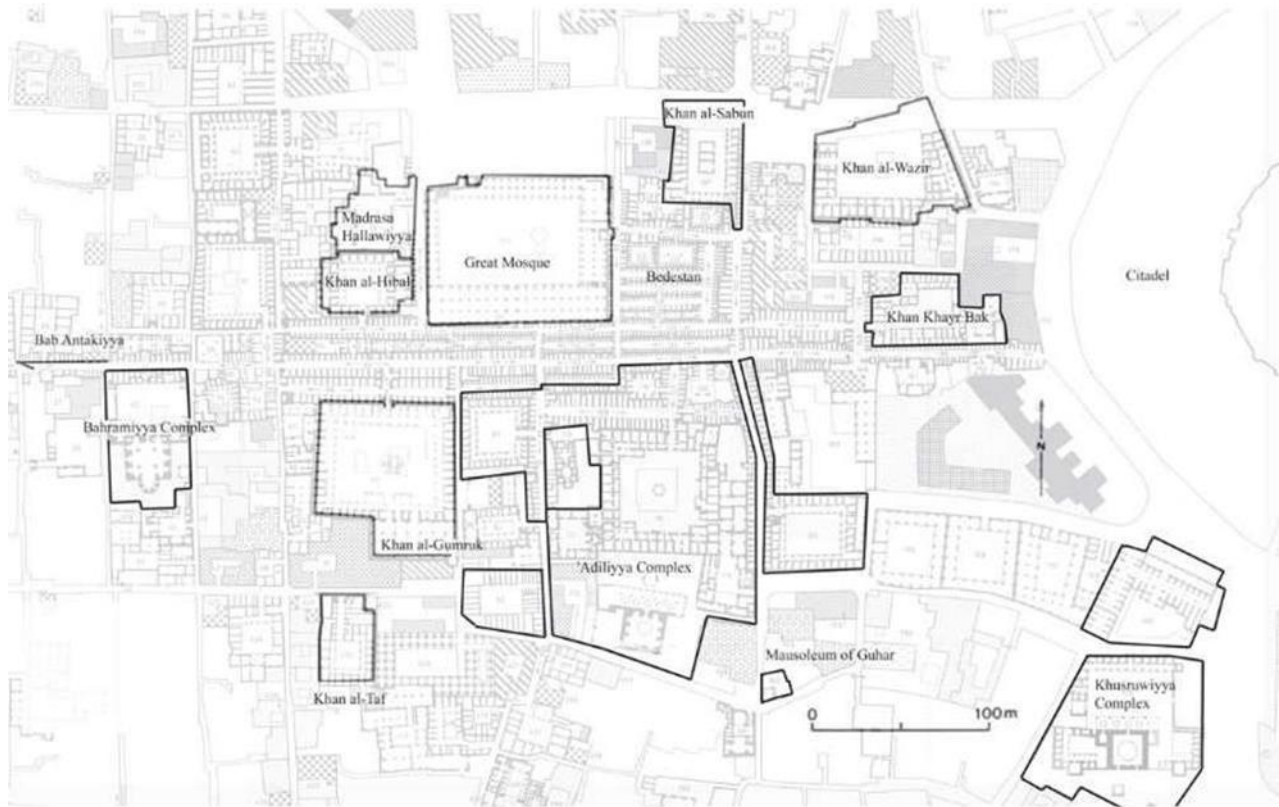 Khan al-Sabun
Khan al-Wazir
Madrasa
Hallawiyya
Great Mosque
Khan al-Hibal
Bedestan
Citadel
Khan Khayr Bak
Bab Antakiyya
Bahramiyya Complex
N
Khan al-Gumruk
'Adiliyya Complex
Mausoleum of Guhar
Khan al-Taf
Khusruwiyya
Complex
0 100m